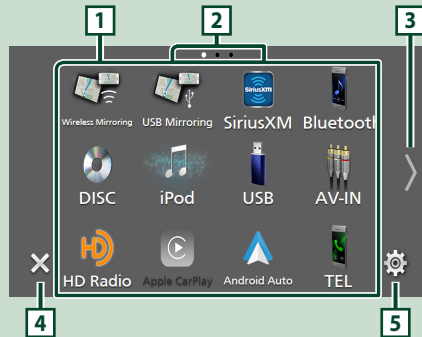 1 2 3
Wireless Mirroring USB Mirroring SiriusXM Bluetooth
SiriusXM
DISC iPod USB AV-IN
HD Radio Apple CarPlay Android Auto TEL
4 5